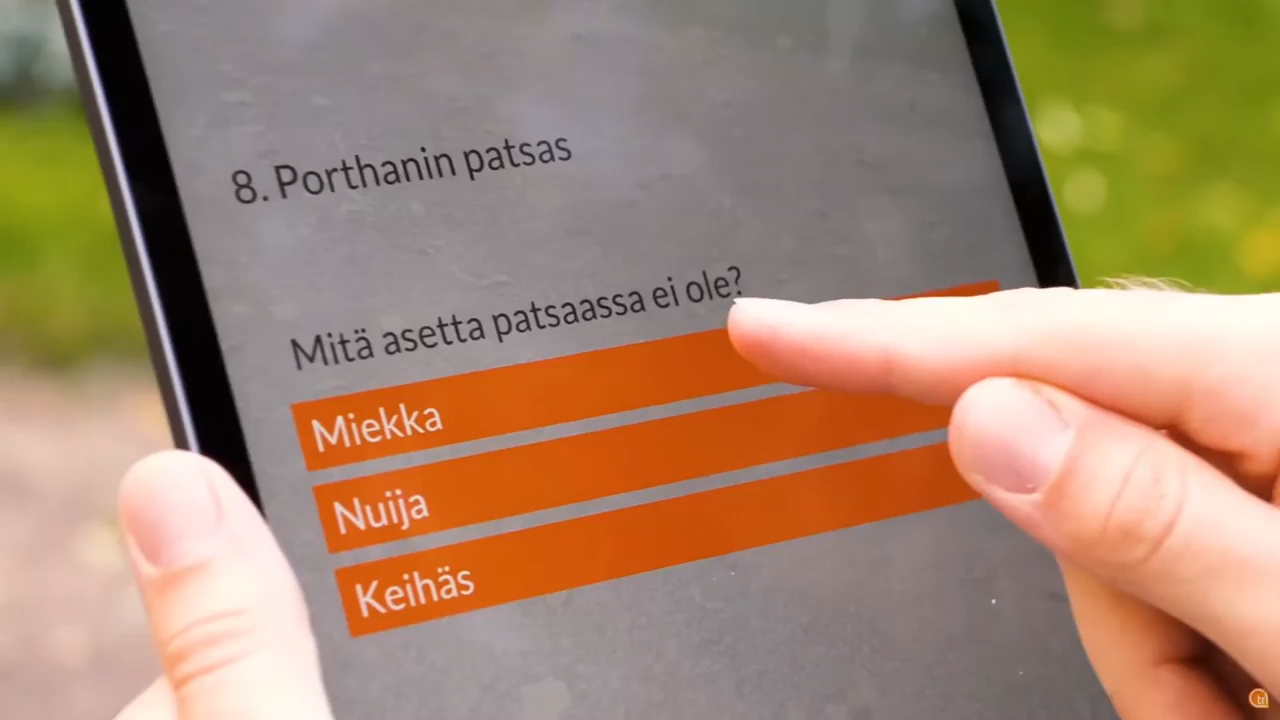 8. Porthanin patsas
Mitä asetta patsaassa ei ole?
Miekka
Nuija
Keihäs